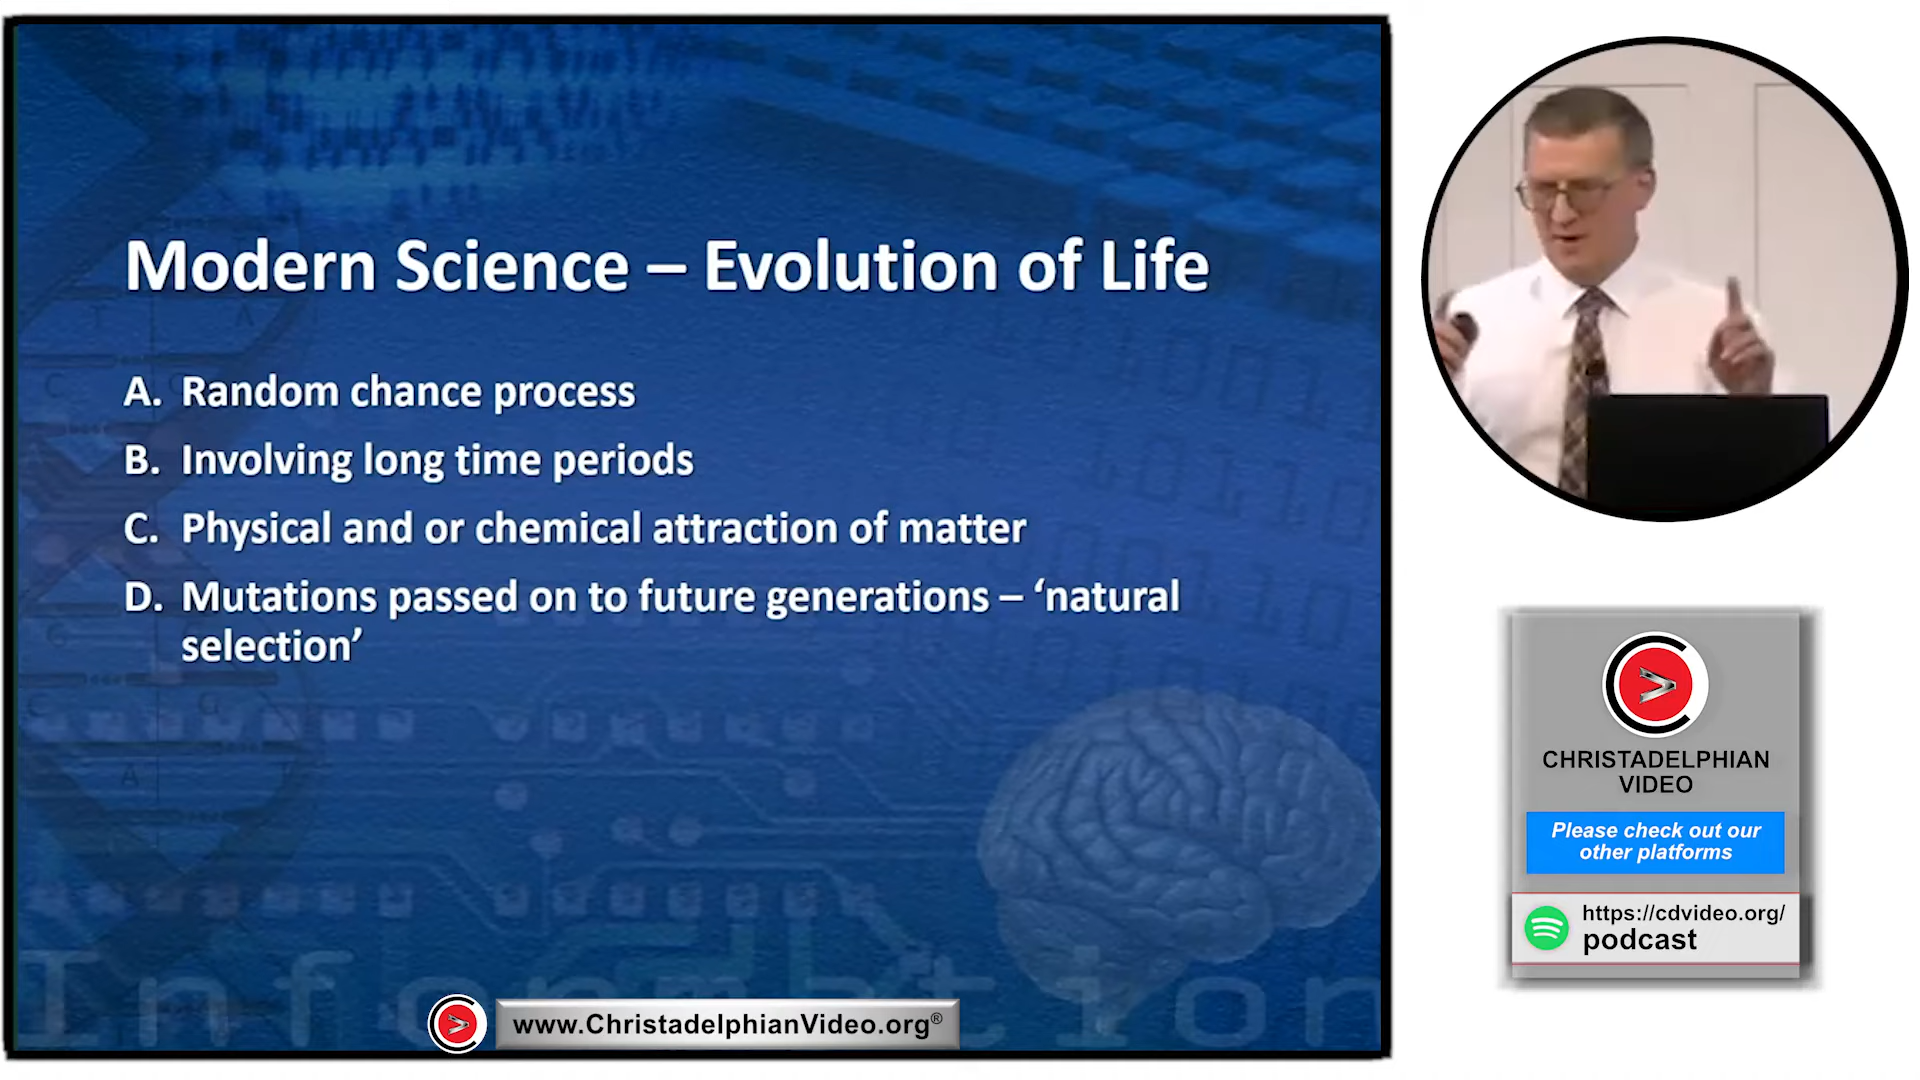 Modern Science – Evolution of Life
A. Random chance process
B. Involving long time periods
C. Physical and or chemical attraction of matter
D. Mutations passed on to future generations – ‘natural
selection’
Information
www.ChristadelphianVideo.org®
CHRISTADELPHIAN
VIDEO
Please check out our
other platforms
https://cdvideo.org/
podcast